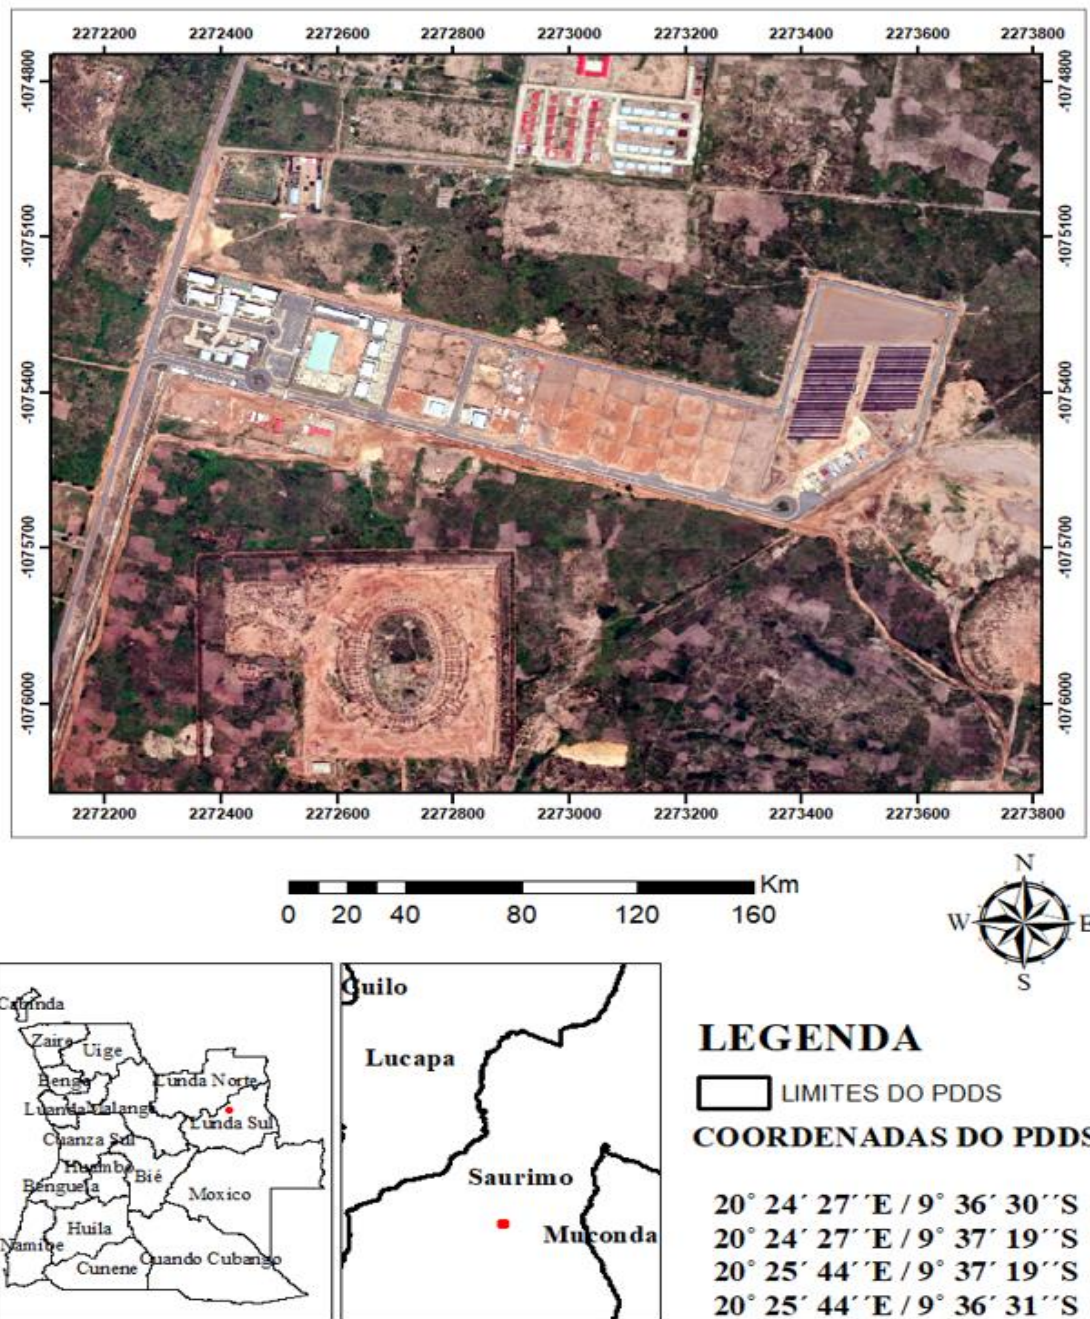 2272200 2272400 2272600 2272800 2273000 2273200 2273400 2273600 2273800
-1074800 -1074800
-1075100 -1075100
-1075400 -1075400
-1075700 -1075700
-1076000 -1076000
2272200 2272400 2272600 2272800 2273000 2273200 2273400 2273600 2273800
Km
0 20 40 80 120 160
N
W E
S
Cabinda
Zaire
Uige
Bengo
Lunda Norte
Luanda
Malange
Lunda Sul
Cuanza Sul
Huambo
Bié
Benguela
Moxico
Huila
Namibe
Cuando Cubango
Cunene
Cuilo
Lucapa
Saurimo
Muconda
LEGENDA
LIMITES DO PDDS
COORDENADAS DO PDDS
20° 24´ 27´´E / 9° 36´ 30´´S
20° 24´ 27´´E / 9° 37´ 19´´S
20° 25´ 44´´E / 9° 37´ 19´´S
20° 25´ 44´´E / 9° 36´ 31´´S